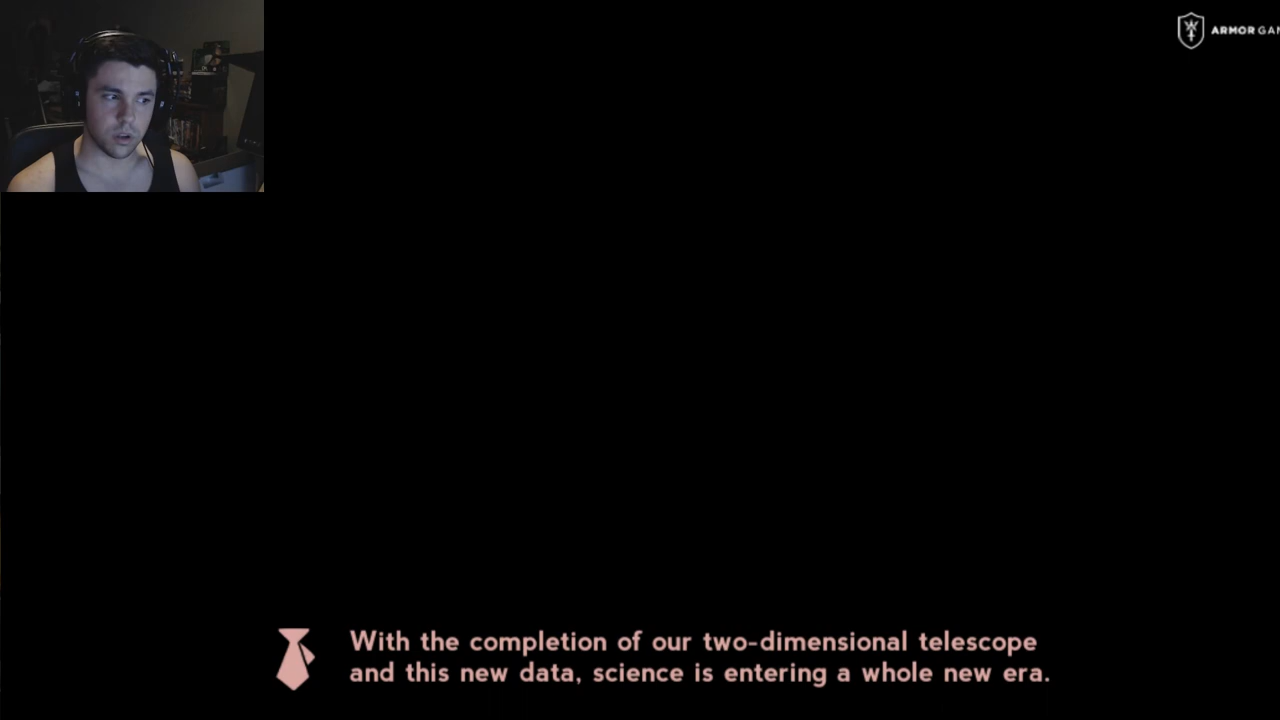 ARMOR
With the completion of our two-dimensional telescope
and this new data, science is entering a whole new era.